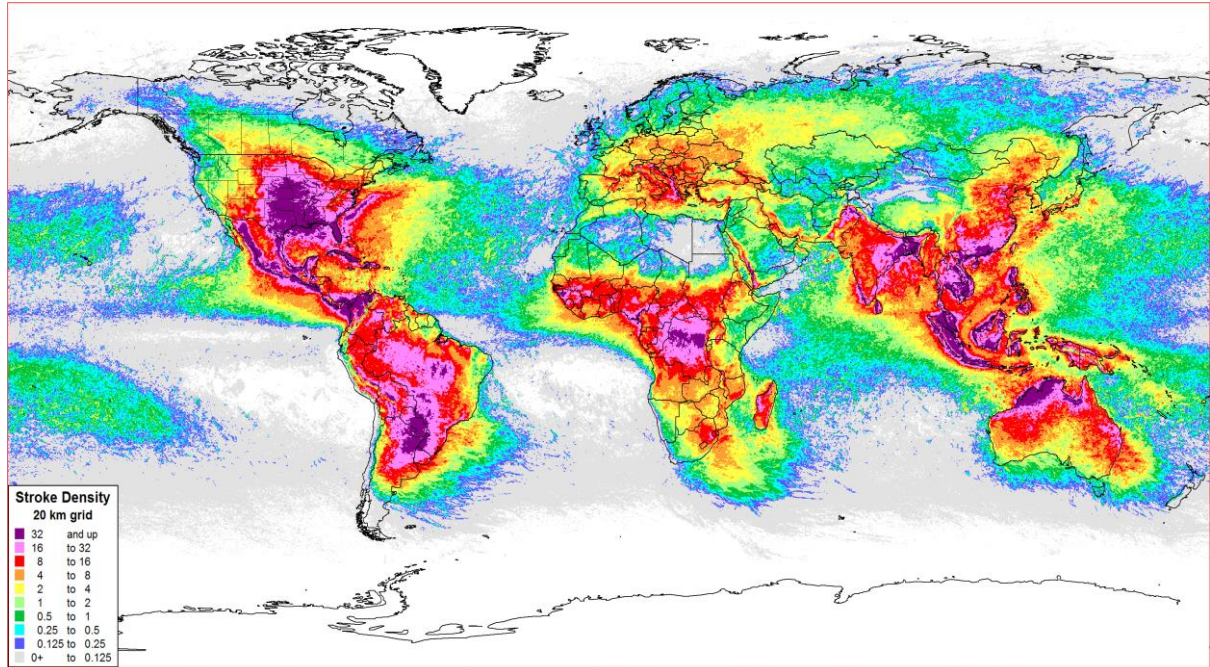 Stroke Density
20 km grid
32 and up
16 to 32
8 to 16
4 to 8
2 to 4
1 to 2
0.5 to 1
0.25 to 0.5
0.125 to 0.25
0+ to 0.125